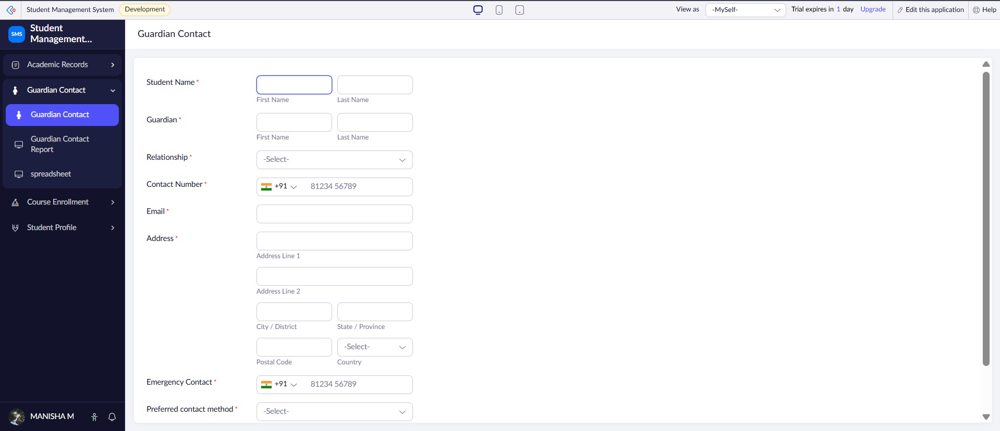 Student Management System
Development
View as
-MySelf-
Trial expires in 1 day
Upgrade
Edit this application
Help
SMS
Student
Management...
Academic Records
Guardian Contact
Guardian Contact
Guardian Contact
Report
spreadsheet
Course Enrollment
Student Profile
MANISHA M
Guardian Contact
Student Name *
First Name
Last Name
Guardian *
First Name
Last Name
Relationship *
-Select-
Contact Number *
+91
81234 56789
Email *
Address *
Address Line 1
Address Line 2
City / District
State / Province
-Select-
Postal Code
Country
Emergency Contact *
+91
81234 56789
Preferred contact method *
-Select-